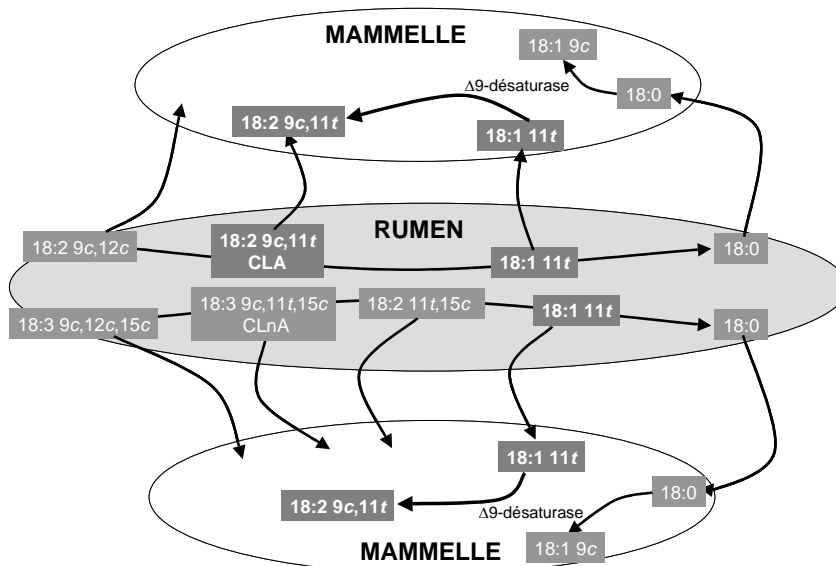 MAMMELLE
18:1 9c
18:0
Δ9-désaturase
18:2 9c,11t
18:1 11t
RUMEN
18:2 9c,12c
18:2 9c,11t
CLA
18:1 11t
18:0
18:3 9c,12c,15c
18:3 9c,11t,15c
CLnA
18:2 11t,15c
18:1 11t
18:0
18:1 11t
18:0
18:2 9c,11t
Δ9-désaturase
18:1 9c
MAMMELLE